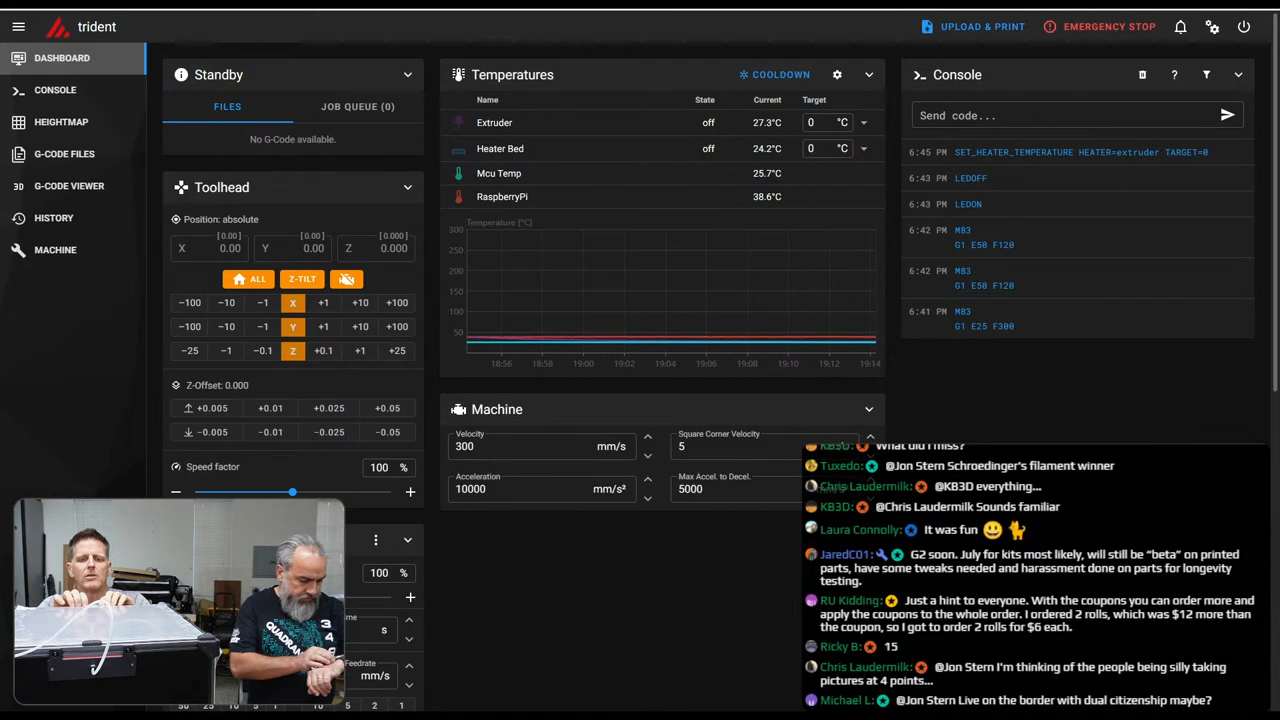 trident
UPLOAD & PRINT
EMERGENCY STOP
DASHBOARD
CONSOLE
HEIGHTMAP
G-CODE FILES
3D G-CODE VIEWER
HISTORY
MACHINE
Standby
FILES
JOB QUEUE (0)
No G-Code available.
Toolhead
Position: absolute
[ 0.00 ] [ 0.00 ] [ 0.000 ]
X 0.00 Y 0.00 Z 0.000
ALL Z-TILT
−100 −10 −1 X +1 +10 +100
−100 −10 −1 Y +1 +10 +100
−25 −1 −0.1 Z +0.1 +1 +25
Z-Offset: 0.000
+0.005 +0.01 +0.025 +0.05
−0.005 −0.01 −0.025 −0.05
Speed factor 100 %
100 %
s
Feedrate
mm/s
Temperatures
COOLDOWN
Name State Current Target
Extruder off 27.3°C 0 °C
Heater Bed off 24.2°C 0 °C
Mcu Temp 25.7°C
RaspberryPi 38.6°C
Temperature [°C]
300
250
200
150
100
50
18:56 18:58 19:00 19:02 19:04 19:06 19:08 19:10 19:12 19:14
Machine
Velocity
300 mm/s
Square Corner Velocity
5
Acceleration
10000 mm/s²
Max Accel. to Decel.
5000
Console
Send code...
6:45 PM SET_HEATER_TEMPERATURE HEATER=extruder TARGET=0
6:43 PM LEDOFF
6:43 PM LEDON
6:42 PM M83
G1 E50 F120
6:42 PM M83
G1 E50 F120
6:41 PM M83
G1 E25 F300
KB3D: What did I miss?
Tuxedo: @Jon Stern Schroedinger's filament winner
Chris Laudermilk: @KB3D everything...
KB3D: @Chris Laudermilk Sounds familiar
Laura Connolly: It was fun
JaredC01: G2 soon. July for kits most likely, will still be "beta" on printed
parts, have some tweaks needed and harassment done on parts for longevity
testing.
RU Kidding: Just a hint to everyone. With the coupons you can order more and
apply the coupons to the whole order. I ordered 2 rolls, which was $12 more than
the coupon, so I got to order 2 rolls for $6 each.
Ricky B: 15
Chris Laudermilk: @Jon Stern I'm thinking of the people being silly taking
pictures at 4 points...
Michael L: @Jon Stern Live on the border with dual citizenship maybe?